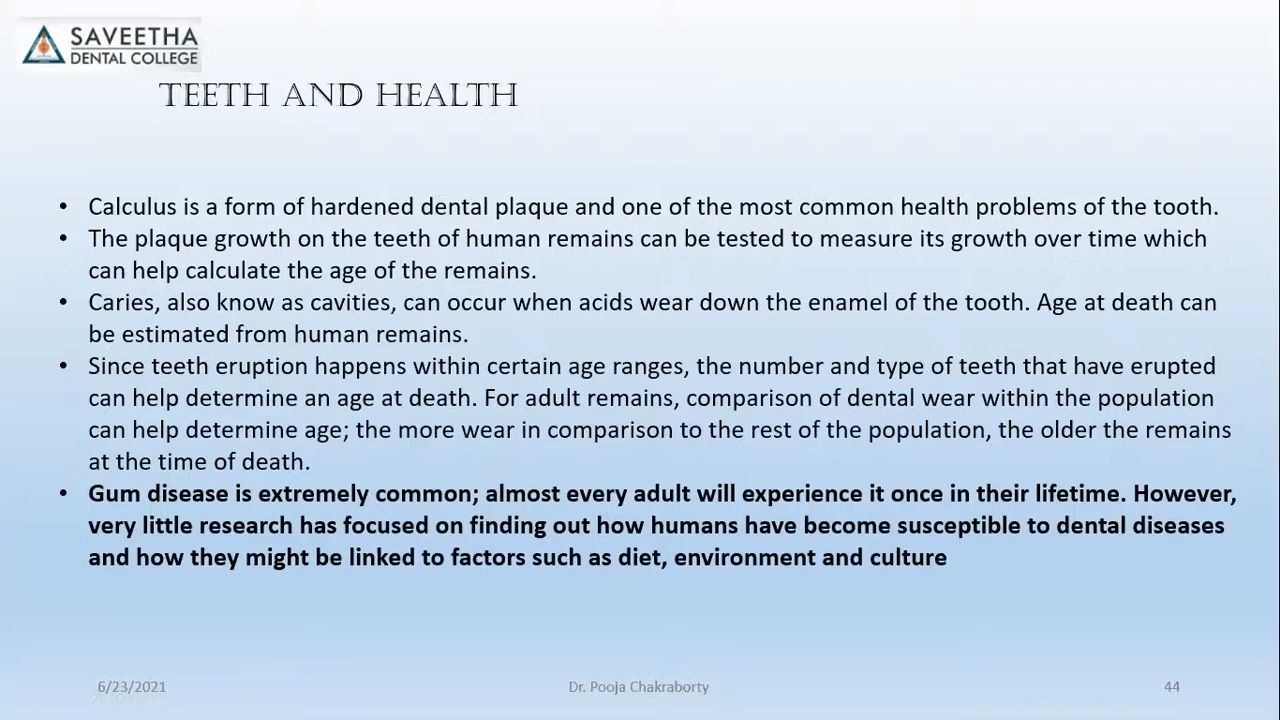 SAVEETHA
DENTAL COLLEGE
TEETH AND HEALTH
• Calculus is a form of hardened dental plaque and one of the most common health problems of the tooth.
• The plaque growth on the teeth of human remains can be tested to measure its growth over time which
can help calculate the age of the remains.
• Caries, also know as cavities, can occur when acids wear down the enamel of the tooth. Age at death can
be estimated from human remains.
• Since teeth eruption happens within certain age ranges, the number and type of teeth that have erupted
can help determine an age at death. For adult remains, comparison of dental wear within the population
can help determine age; the more wear in comparison to the rest of the population, the older the remains
at the time of death.
• Gum disease is extremely common; almost every adult will experience it once in their lifetime. However,
very little research has focused on finding out how humans have become susceptible to dental diseases
and how they might be linked to factors such as diet, environment and culture
6/23/2021
Dr. Pooja Chakraborty
44